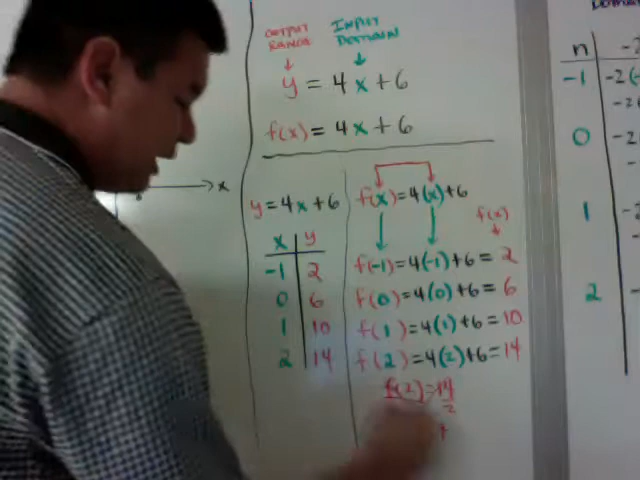 OUTPUT RANGE
INPUT DOMAIN
y = 4x+6
f(x) = 4x+6
x
y=4x+6
x y
-1 2
0 6
1 10
2 14
f(x)=4(x)+6
f(x)
f(-1)=4(-1)+6=2
f(0)=4(0)+6=6
f(1)=4(1)+6=10
f(2)=4(2)+6=14
f(2)=14
2
n
-1 -2(
0
1
2